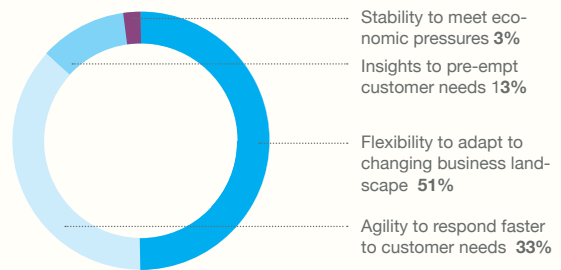 Stability to meet eco-
nomic pressures 3%
Insights to pre-empt
customer needs 13%
Flexibility to adapt to
changing business land-
scape 51%
Agility to respond faster
to customer needs 33%